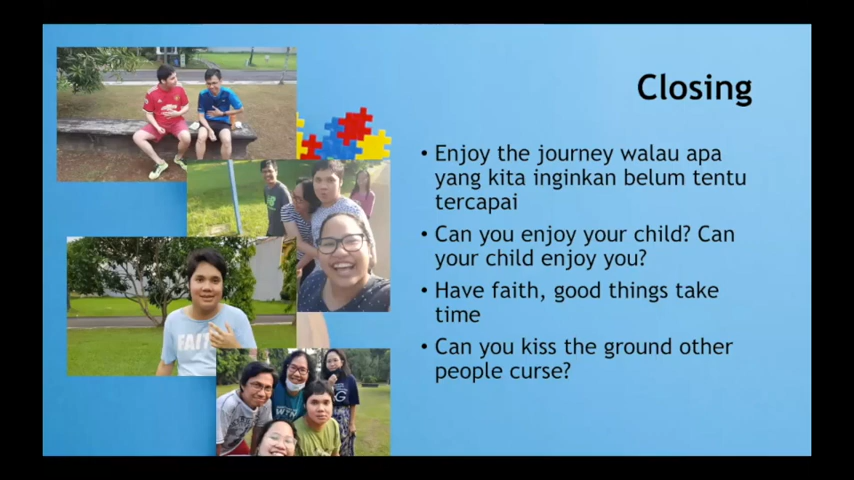 Closing
• Enjoy the journey walau apa
yang kita inginkan belum tentu
tercapai
• Can you enjoy your child? Can
your child enjoy you?
• Have faith, good things take
time
• Can you kiss the ground other
people curse?
FAIT